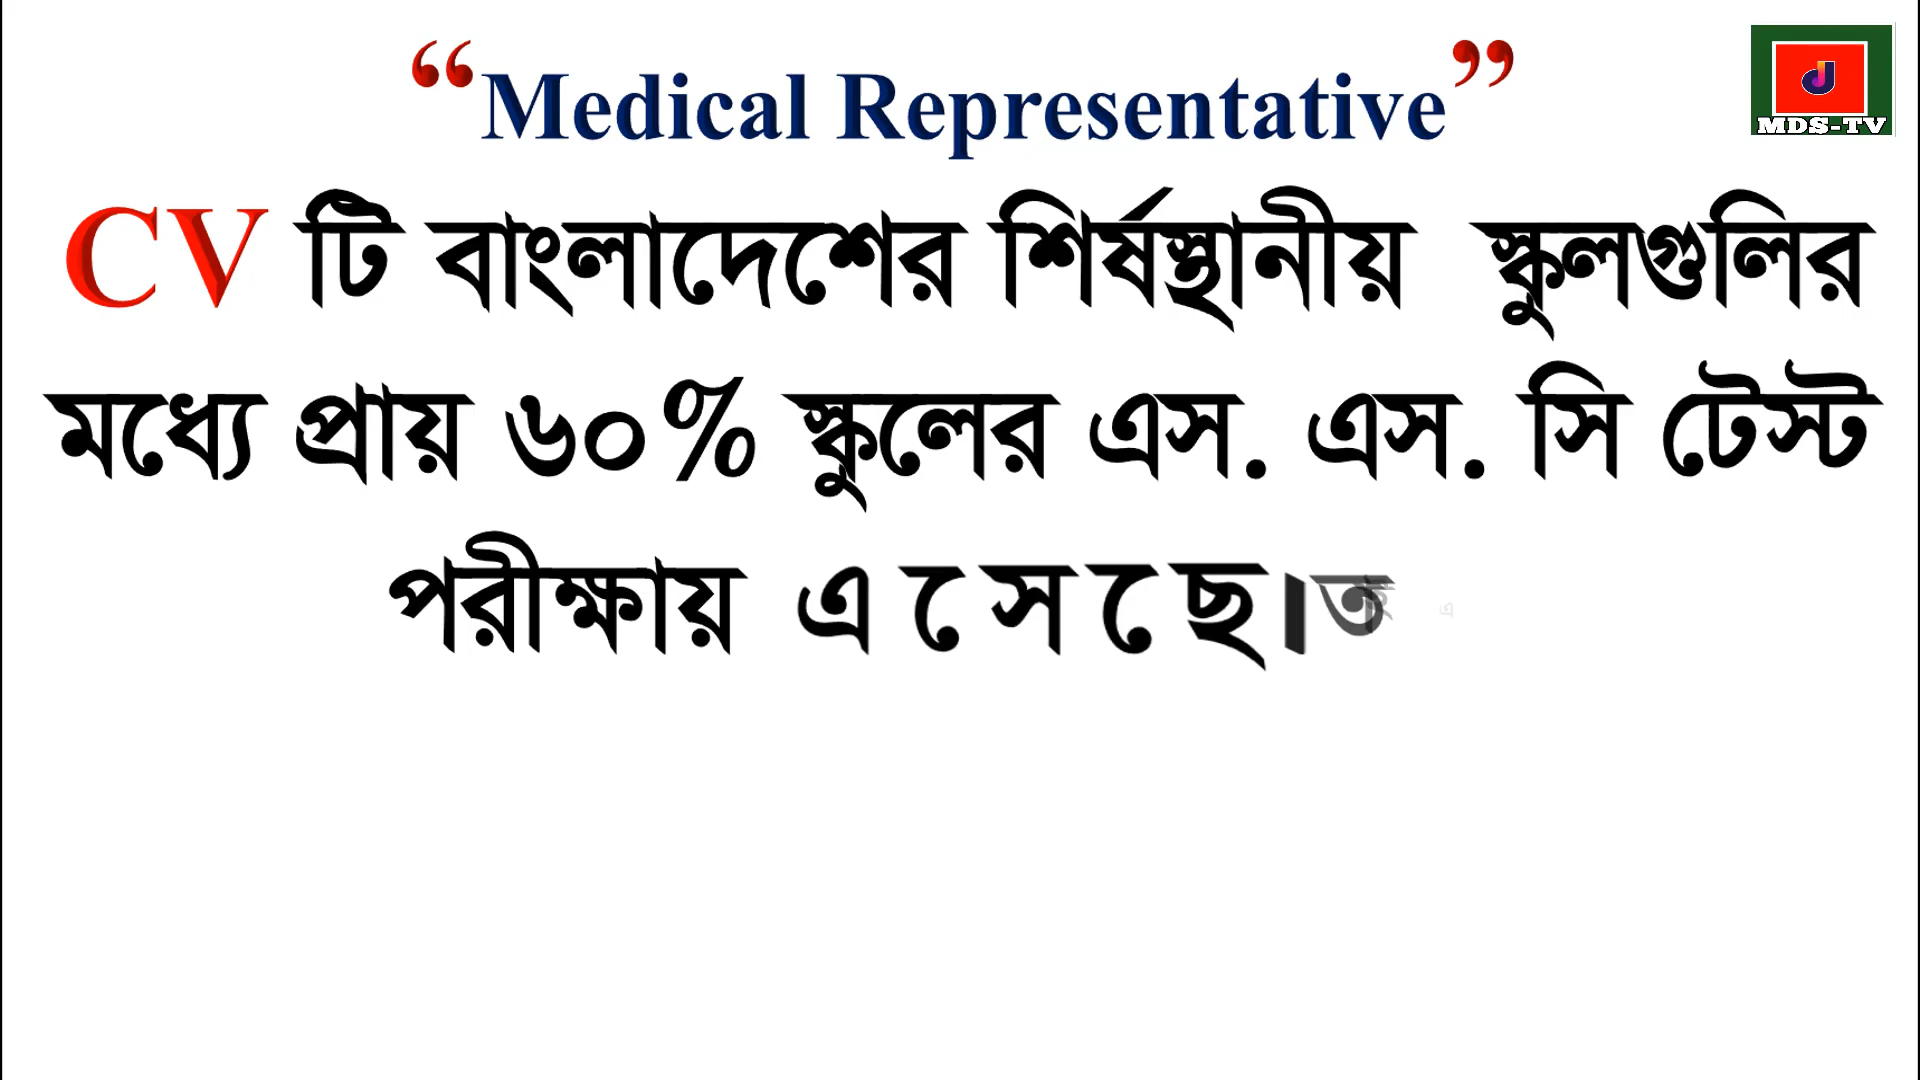 “Medical Representative”
MDS-TV
CV টি বাংলাদেশের শির্ষস্থানীয় স্কুলগুলির
মধ্যে প্রায় ৬০% স্কুলের এস. এস. সি টেস্ট
পরীক্ষায় এসেছে।